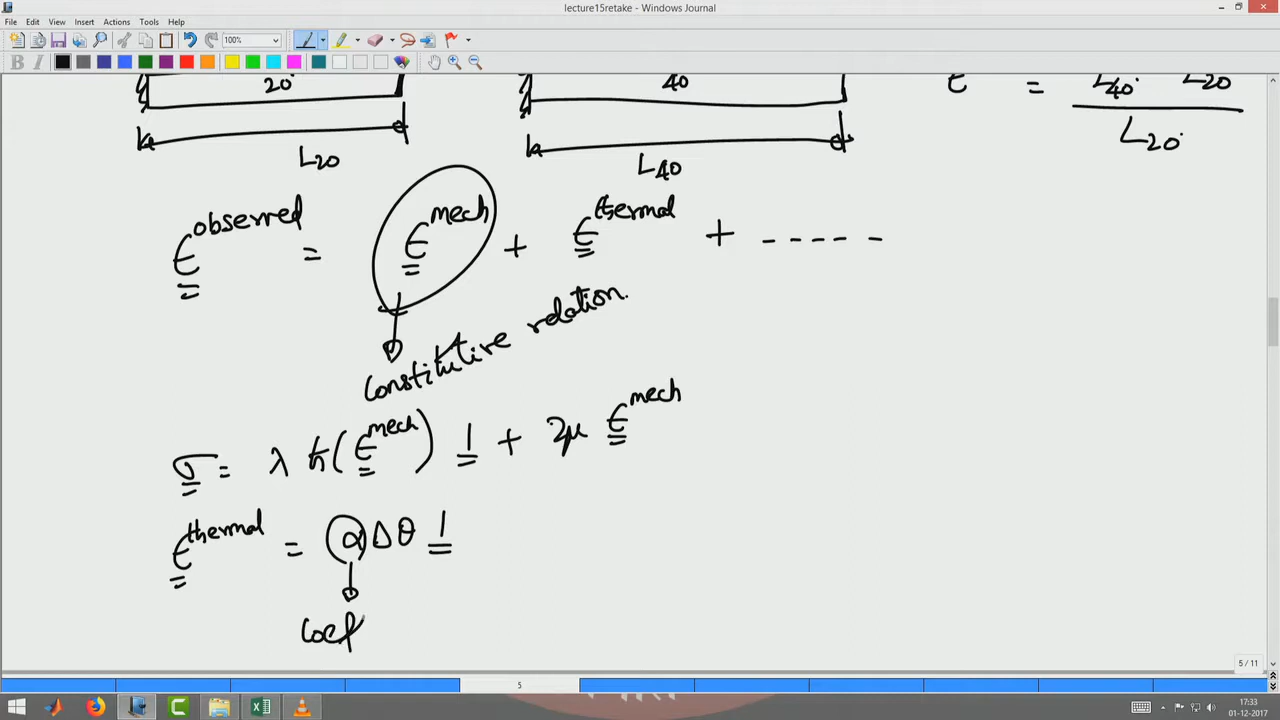 lecture15retake - Windows Journal
File Edit View Insert Actions Tools Help
100%
20° 40 ε = L40° L20
L20°
L20 L40
ε observed = ε mech + ε thermal + -----
constitutive relation.
σ = λ tr(ε mech) 1 + 2μ ε mech
ε thermal = α Δθ 1
coef
5 / 11
5
17:33
01-12-2017